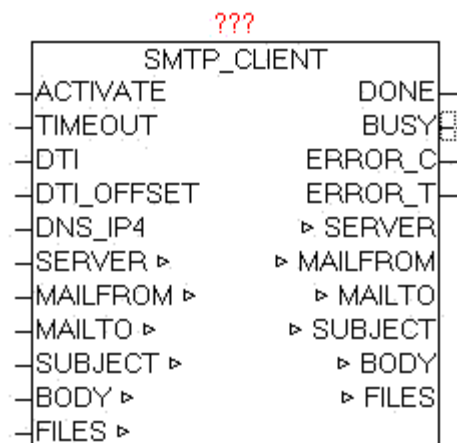 ???
SMTP_CLIENT
ACTIVATE DONE
TIMEOUT BUSY
DTI ERROR_C
DTI_OFFSET ERROR_T
DNS_IP4 ▹ SERVER
SERVER ▹ ▹ MAILFROM
MAILFROM ▹ ▹ MAILTO
MAILTO ▹ ▹ SUBJECT
SUBJECT ▹ ▹ BODY
BODY ▹ ▹ FILES
FILES ▹